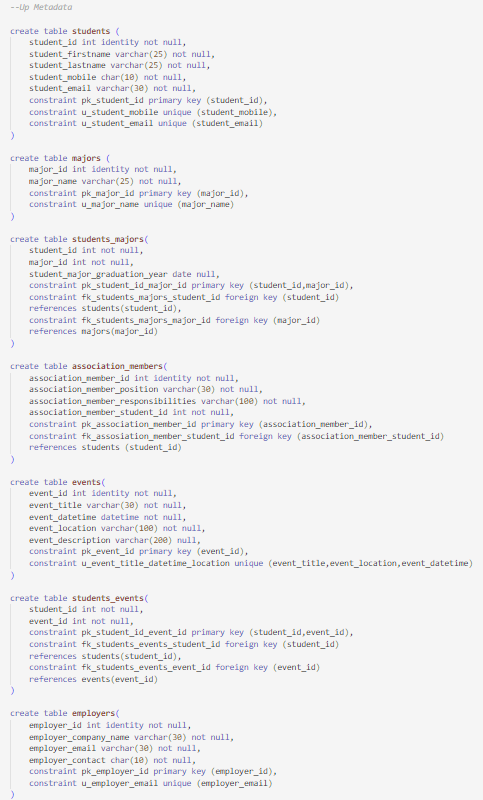 --Up Metadata
create table students (
student_id int identity not null,
student_firstname varchar(25) not null,
student_lastname varchar(25) not null,
student_mobile char(10) not null,
student_email varchar(30) not null,
constraint pk_student_id primary key (student_id),
constraint u_student_mobile unique (student_mobile),
constraint u_student_email unique (student_email)
)
create table majors (
major_id int identity not null,
major_name varchar(25) not null,
constraint pk_major_id primary key (major_id),
constraint u_major_name unique (major_name)
)
create table students_majors(
student_id int not null,
major_id int not null,
student_major_graduation_year date null,
constraint pk_student_id_major_id primary key (student_id,major_id),
constraint fk_students_majors_student_id foreign key (student_id)
references students(student_id),
constraint fk_students_majors_major_id foreign key (major_id)
references majors(major_id)
)
create table association_members(
association_member_id int identity not null,
association_member_position varchar(30) not null,
association_member_responsibilities varchar(100) not null,
association_member_student_id int not null,
constraint pk_association_member_id primary key (association_member_id),
constraint fk_assosiation_member_student_id foreign key (association_member_student_id)
references students (student_id)
)
create table events(
event_id int identity not null,
event_title varchar(30) not null,
event_datetime datetime not null,
event_location varchar(100) not null,
event_description varchar(200) null,
constraint pk_event_id primary key (event_id),
constraint u_event_title_datetime_location unique (event_title,event_location,event_datetime)
)
create table students_events(
student_id int not null,
event_id int not null,
constraint pk_student_id_event_id primary key (student_id,event_id),
constraint fk_students_events_student_id foreign key (student_id)
references students(student_id),
constraint fk_students_events_event_id foreign key (event_id)
references events(event_id)
)
create table employers(
employer_id int identity not null,
employer_company_name varchar(30) not null,
employer_email varchar(30) not null,
employer_contact char(10) not null,
constraint pk_employer_id primary key (employer_id),
constraint u_employer_email unique (employer_email)
)